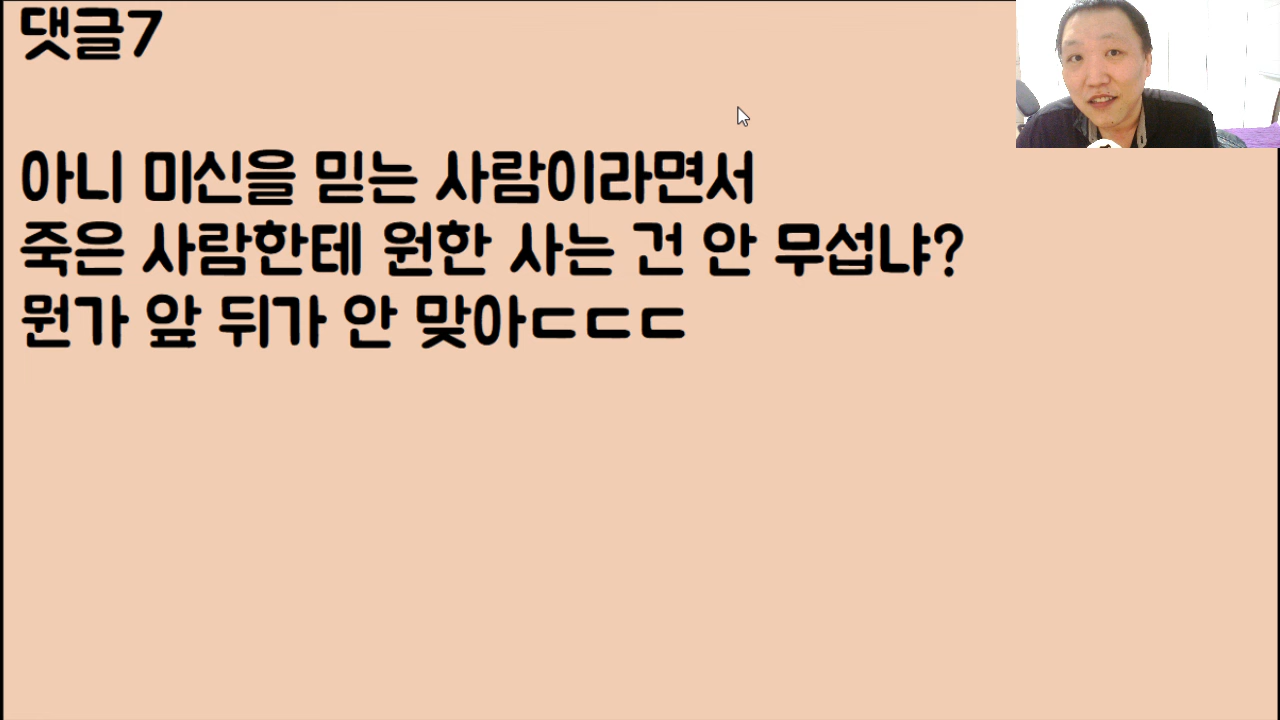 댓글7
아니 미신을 믿는 사람이라면서
죽은 사람한테 원한 사는 건 안 무섭냐?
뭔가 앞 뒤가 안 맞아ㄷㄷㄷ